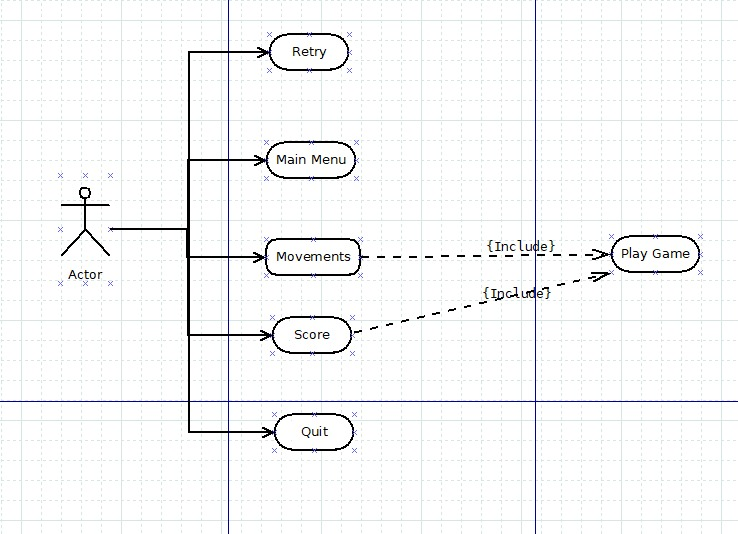 Retry
Main Menu
Actor
Movements
{Include}
Play Game
{Include}
Score
Quit